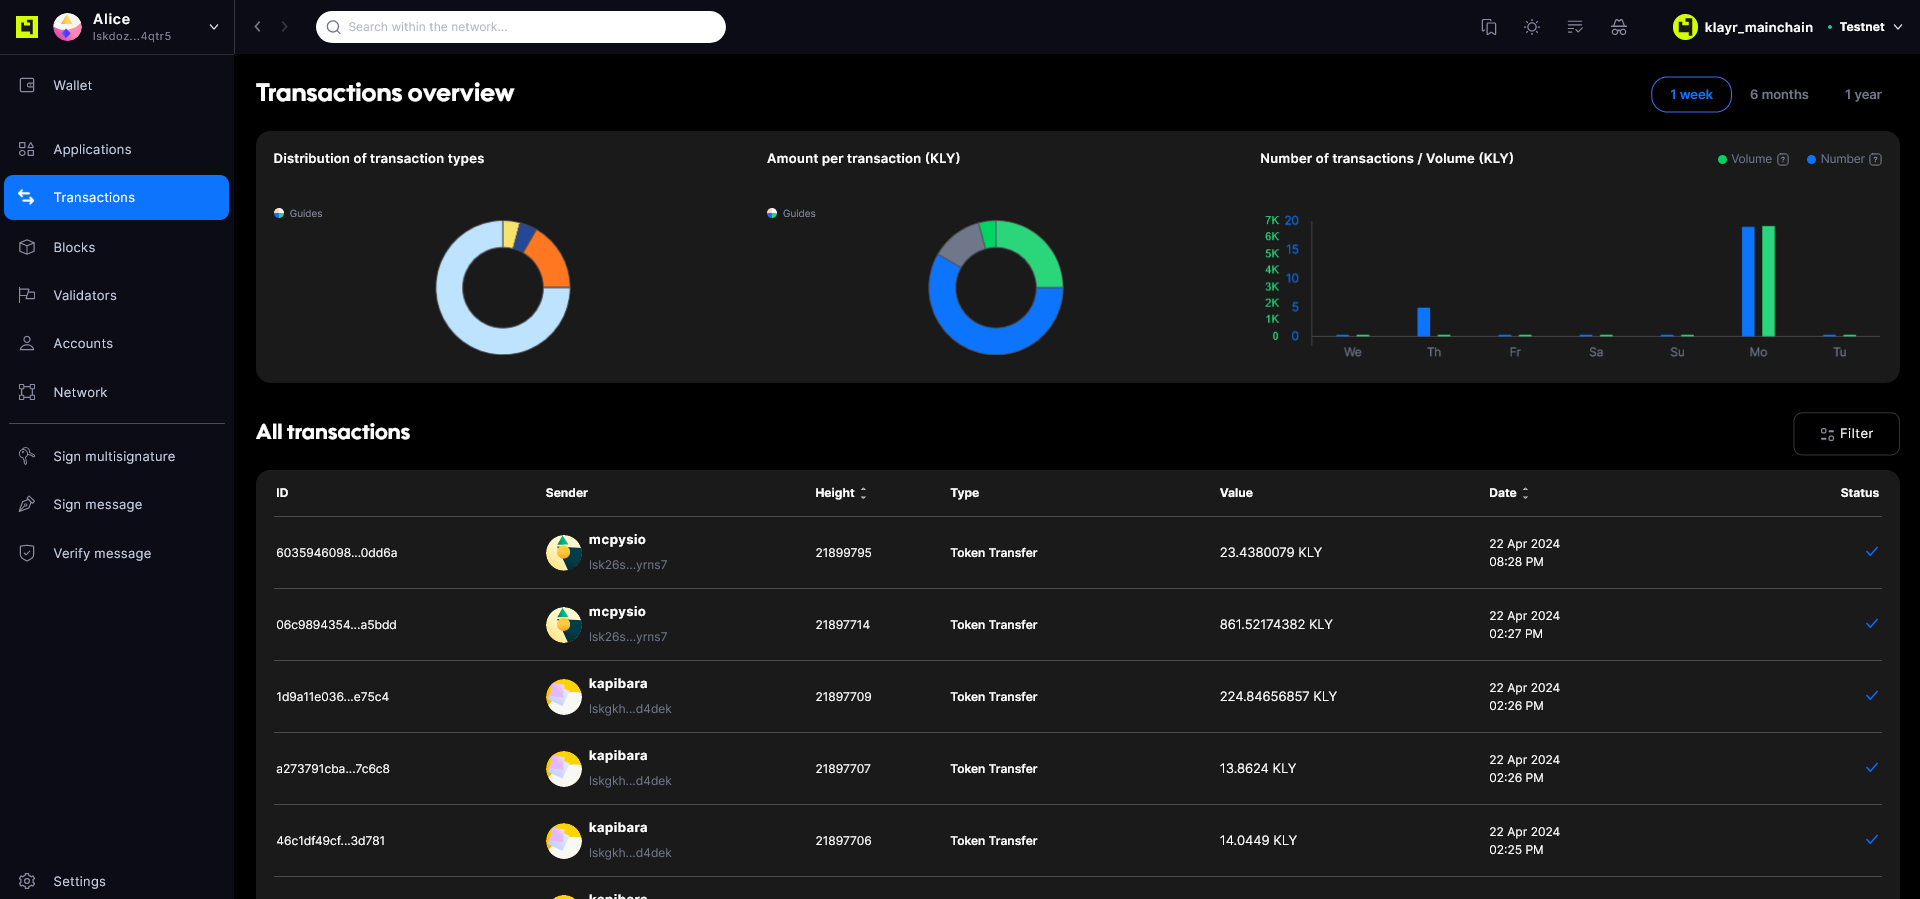 Alice
lskdoz...4qtr5
Search within the network...
klayr_mainchain
Testnet
Wallet
Applications
Transactions
Blocks
Validators
Accounts
Network
Sign multisignature
Sign message
Verify message
Settings
Transactions overview
1 week
6 months
1 year
Distribution of transaction types
Guides
Amount per transaction (KLY)
Guides
Number of transactions / Volume (KLY)
Volume ?
Number ?
7K
6K
5K
4K
3K
2K
1K
0
20
15
10
5
0
We Th Fr Sa Su Mo Tu
All transactions
Filter
ID Sender Height Type Value Date Status
6035946098...0dd6a
mcpysio
lsk26s...yrns7
21899795
Token Transfer
23.4380079 KLY
22 Apr 2024
08:28 PM
06c9894354...a5bdd
mcpysio
lsk26s...yrns7
21897714
Token Transfer
861.52174382 KLY
22 Apr 2024
02:27 PM
1d9a11e036...e75c4
kapibara
lskgkh...d4dek
21897709
Token Transfer
224.84656857 KLY
22 Apr 2024
02:26 PM
a273791cba...7c6c8
kapibara
lskgkh...d4dek
21897707
Token Transfer
13.8624 KLY
22 Apr 2024
02:26 PM
46c1df49cf...3d781
kapibara
lskgkh...d4dek
21897706
Token Transfer
14.0449 KLY
22 Apr 2024
02:25 PM
kapibara